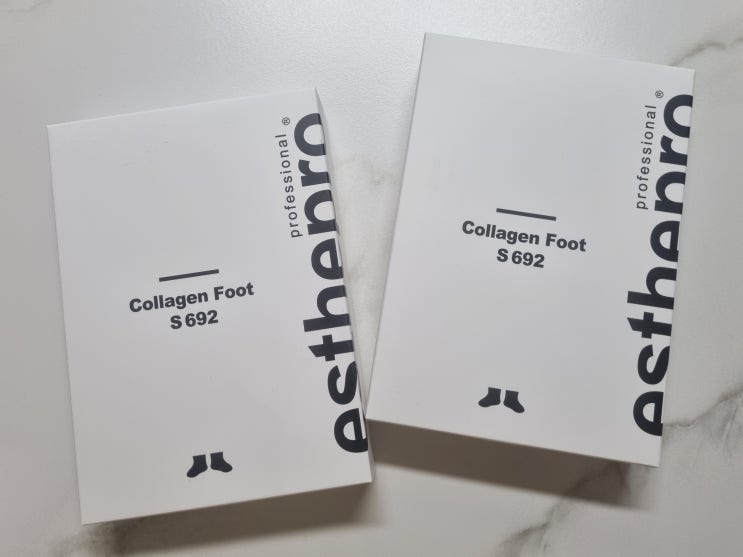 professional ®
esthepro
Collagen Foot
S 692
professional ®
esthepro
Collagen Foot
S 692